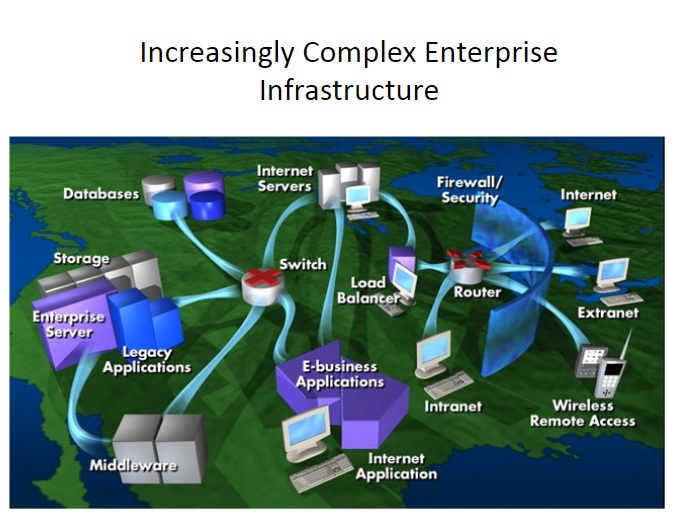 Increasingly Complex Enterprise
Infrastructure
Databases
Internet
Servers
Firewall/
Security
Internet
Storage
Switch
Load
Balancer
Router
Extranet
Enterprise
Server
Legacy
Applications
E-business
Applications
Intranet
Wireless
Remote Access
Middleware
Internet
Application